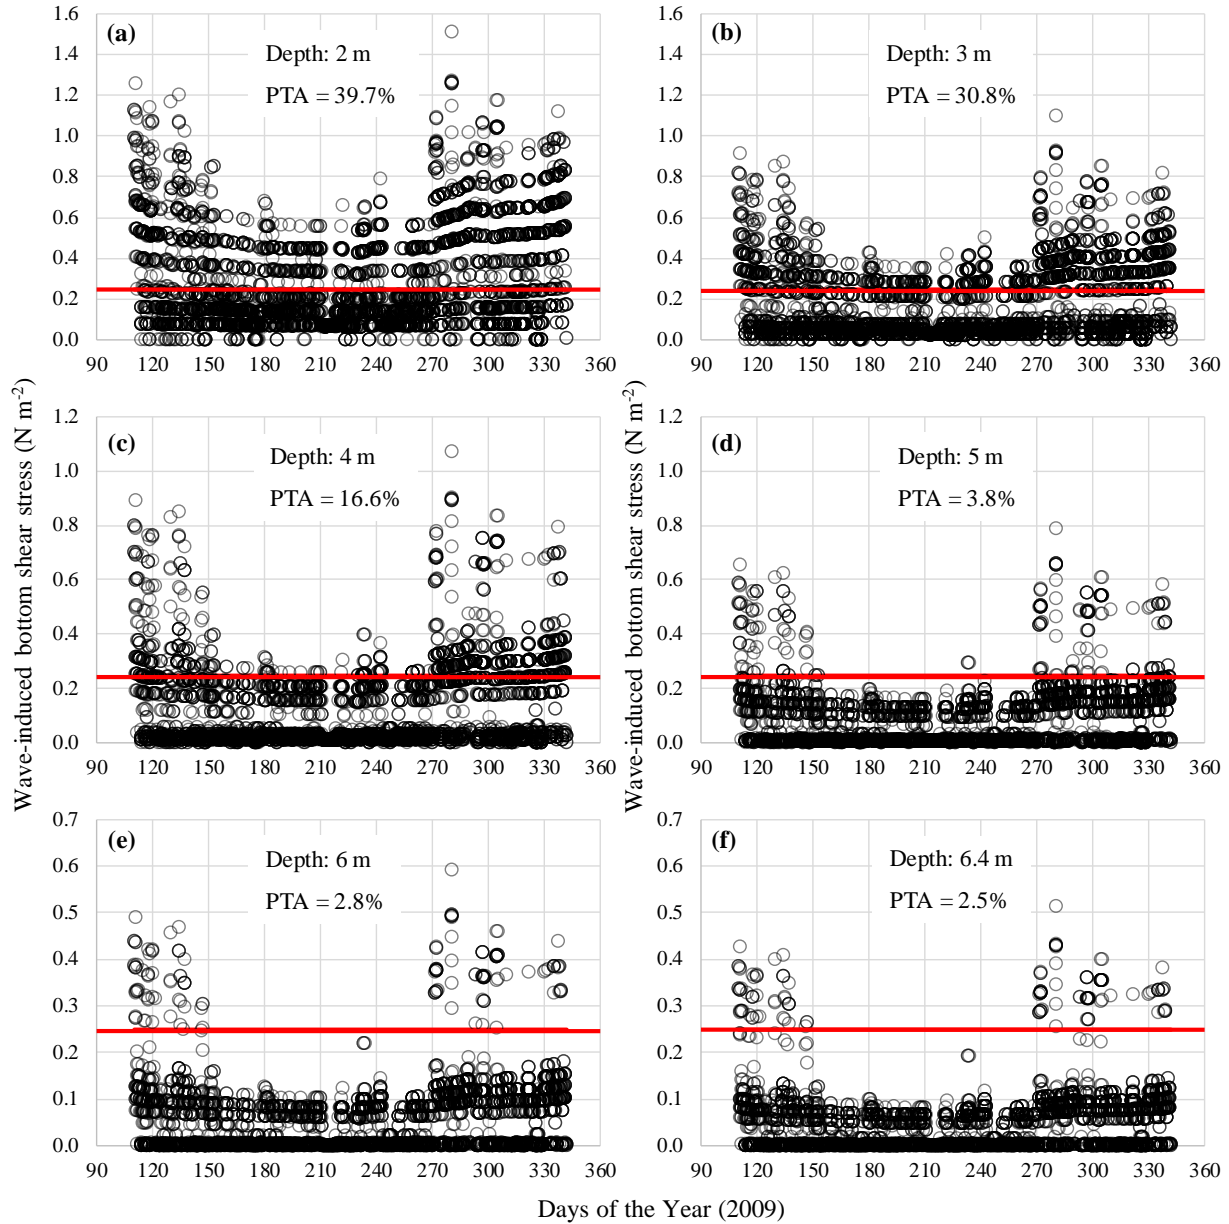 (a)
Depth: 2 m
PTA = 39.7%
1.6
1.4
1.2
1.0
0.8
0.6
0.4
0.2
0.0
90 120 150 180 210 240 270 300 330 360
(b)
Depth: 3 m
PTA = 30.8%
1.6
1.4
1.2
1.0
0.8
0.6
0.4
0.2
0.0
90 120 150 180 210 240 270 300 330 360
Wave-induced bottom shear stress (N m-2)
(c)
Depth: 4 m
PTA = 16.6%
1.2
1.0
0.8
0.6
0.4
0.2
0.0
90 120 150 180 210 240 270 300 330 360
Wave-induced bottom shear stress (N m-2)
(d)
Depth: 5 m
PTA = 3.8%
1.2
1.0
0.8
0.6
0.4
0.2
0.0
90 120 150 180 210 240 270 300 330 360
(e)
Depth: 6 m
PTA = 2.8%
0.7
0.6
0.5
0.4
0.3
0.2
0.1
0.0
90 120 150 180 210 240 270 300 330 360
(f)
Depth: 6.4 m
PTA = 2.5%
0.7
0.6
0.5
0.4
0.3
0.2
0.1
0.0
90 120 150 180 210 240 270 300 330 360
Days of the Year (2009)